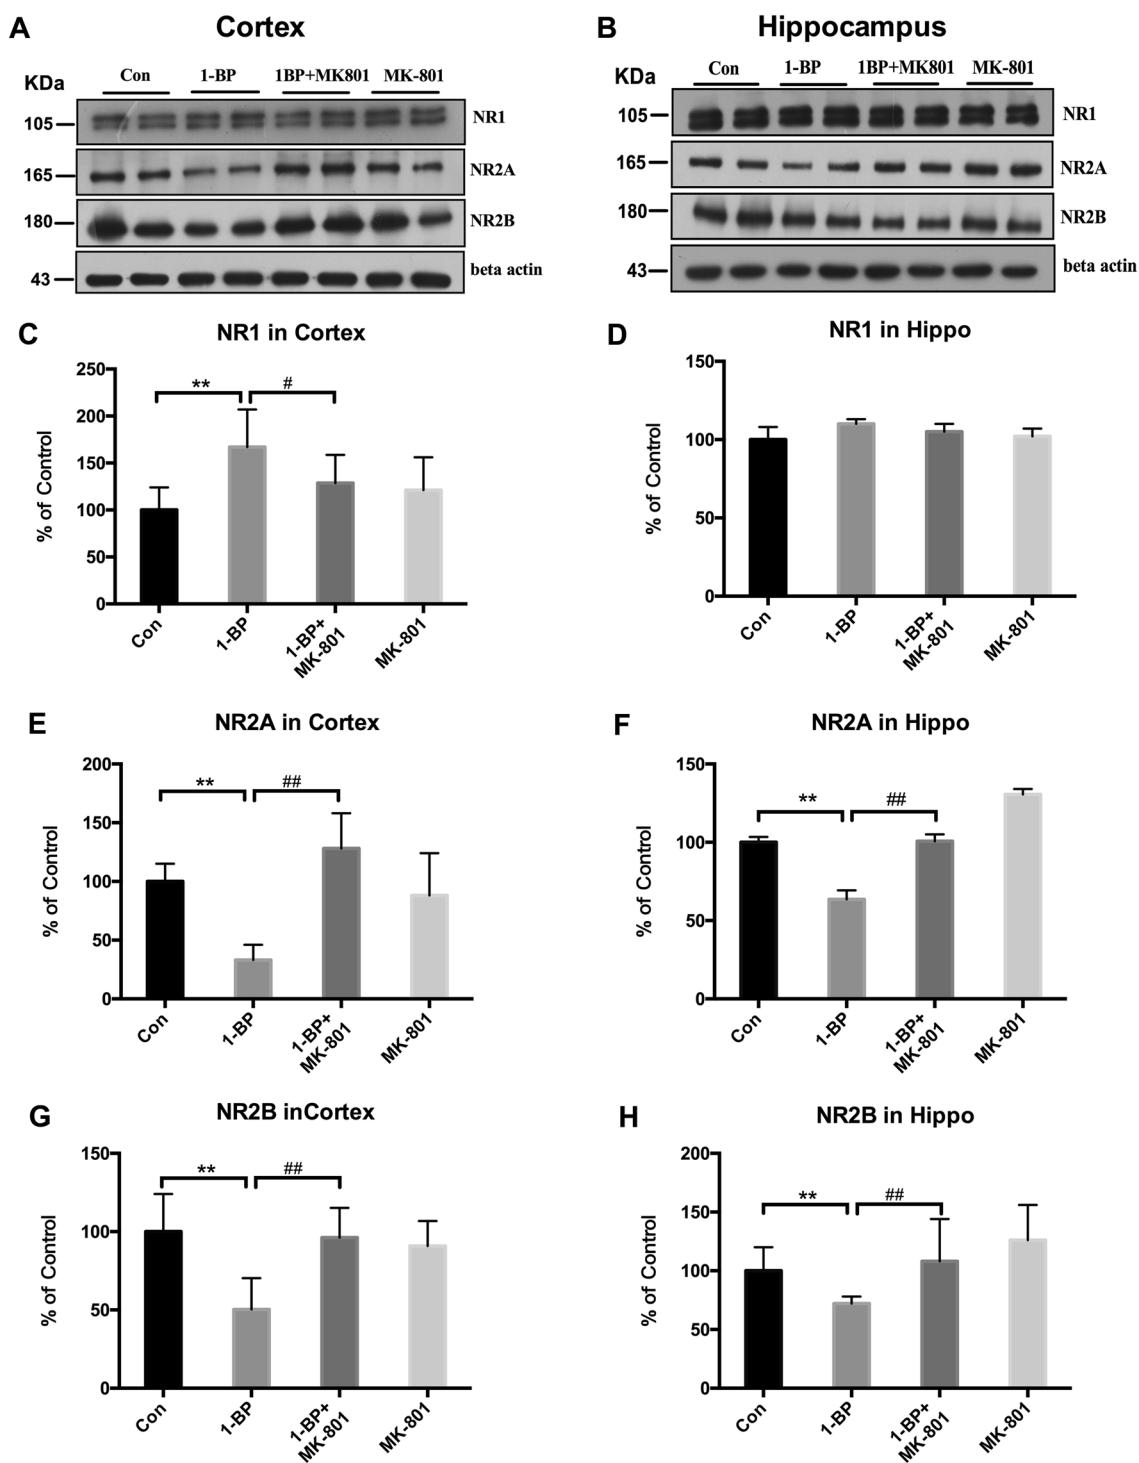 A Cortex
KDa Con 1-BP 1BP+MK801 MK-801
105 NR1
165 NR2A
180 NR2B
43 beta actin
B Hippocampus
KDa Con 1-BP 1BP+MK801 MK-801
105 NR1
165 NR2A
180 NR2B
43 beta actin
C NR1 in Cortex
% of Control
250
200
150
100
50
0
** #
Con 1-BP 1-BP+ MK-801
MK-801
D NR1 in Hippo
% of Control
150
100
50
0
Con 1-BP 1-BP+ MK-801
MK-801
E NR2A in Cortex
% of Control
200
150
100
50
0
** ##
Con 1-BP 1-BP+ MK-801
MK-801
F NR2A in Hippo
% of Control
150
100
50
0
** ##
Con 1-BP 1-BP+ MK-801
MK-801
G NR2B inCortex
% of Control
150
100
50
0
** ##
Con 1-BP 1-BP+ MK-801
MK-801
H NR2B in Hippo
% of Control
200
150
100
50
0
** ##
Con 1-BP 1-BP+ MK-801
MK-801